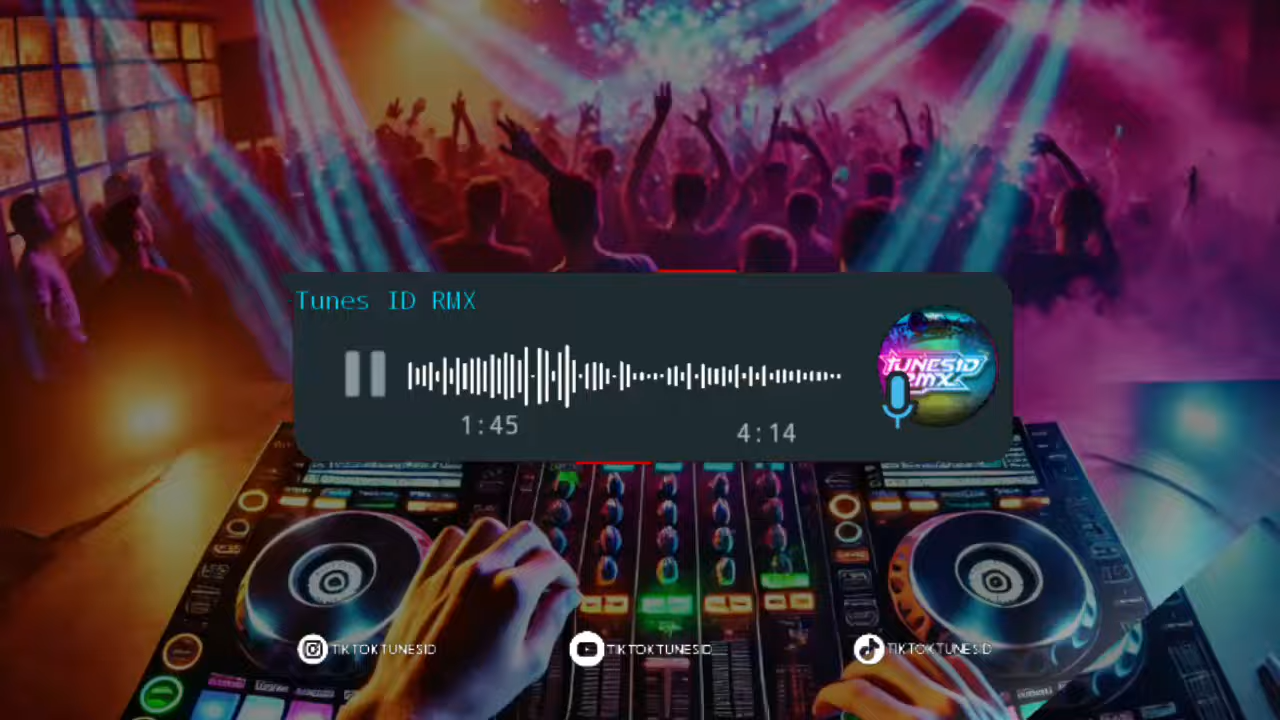 Tunes ID RMX
1:45
4:14
TUNESID
RMX
TIKTOKTUNESID
TIKTOKTUNESID
TIKTOKTUNESID